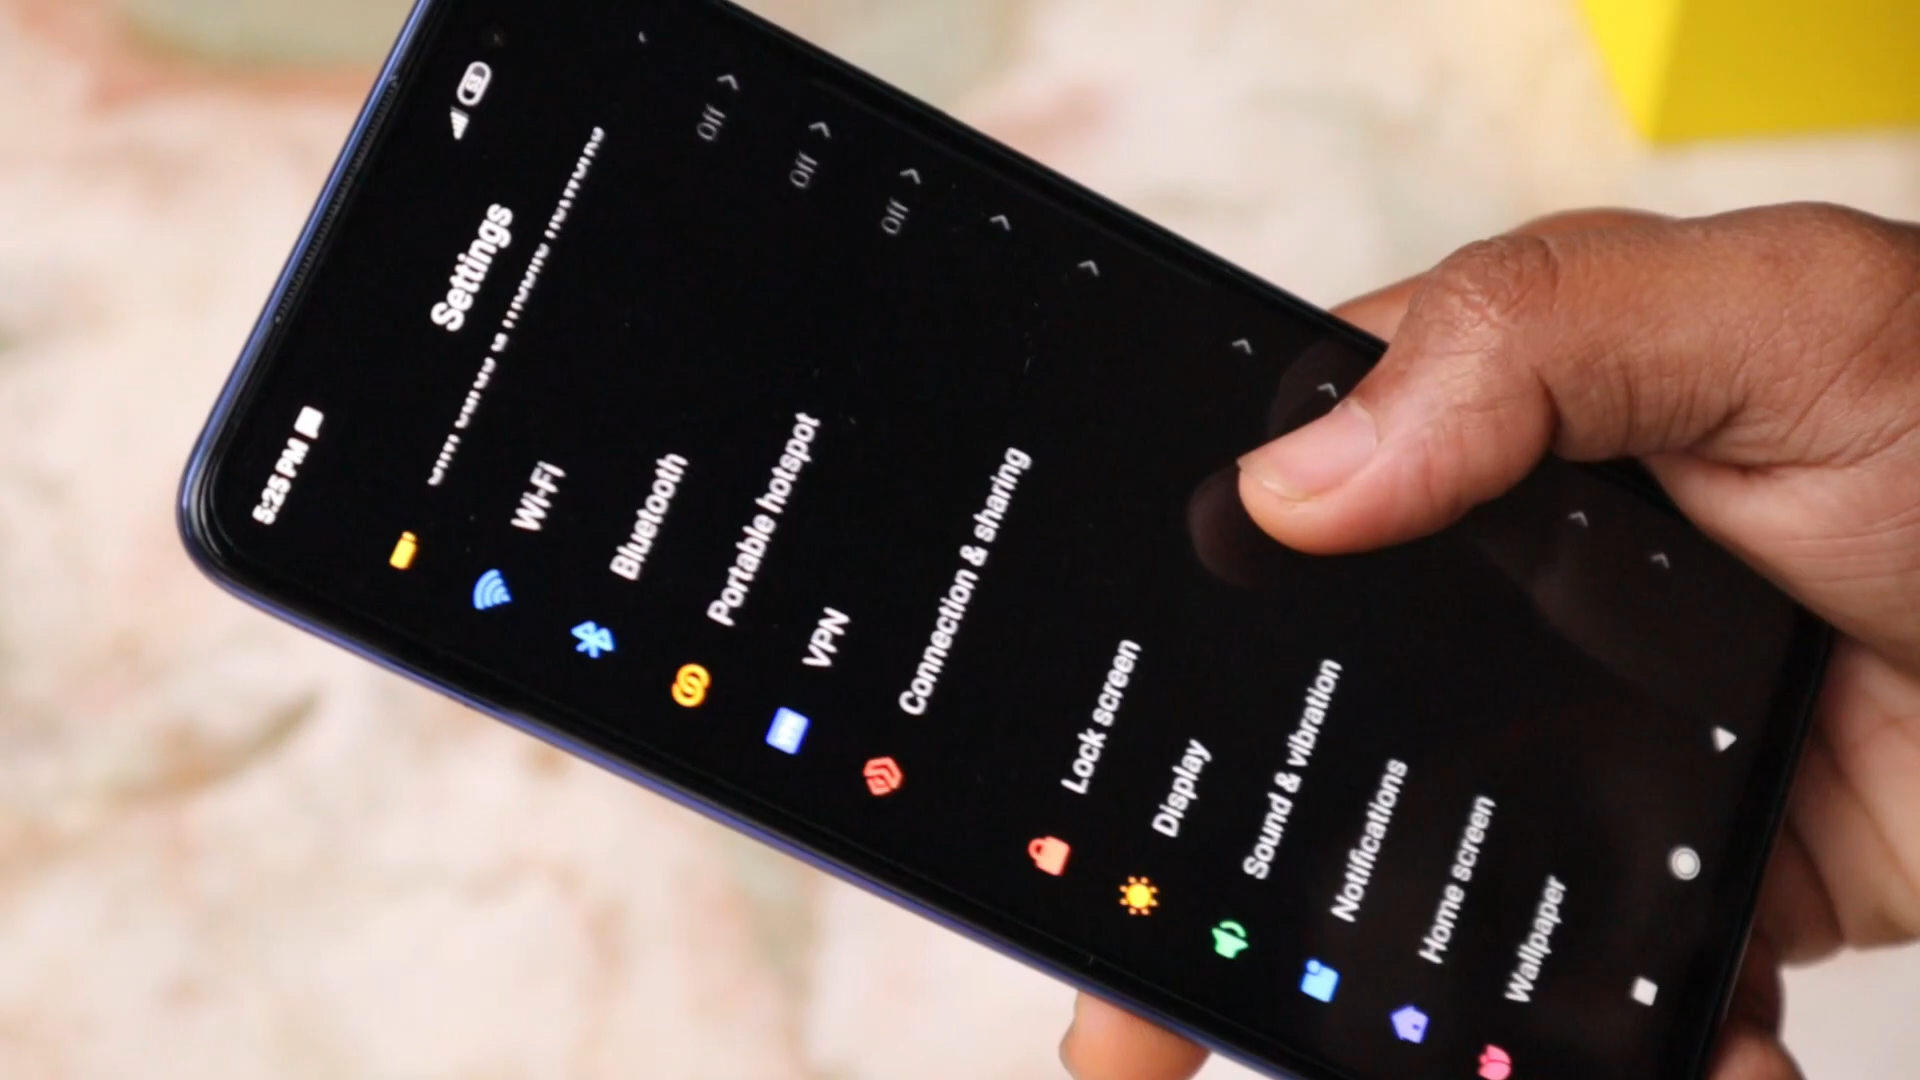 5:25 PM
53
Settings
Wi-Fi
Off
Bluetooth
Off
Portable hotspot
Off
VPN
Connection & sharing
Lock screen
Display
Sound & vibration
Notifications
Home screen
Wallpaper